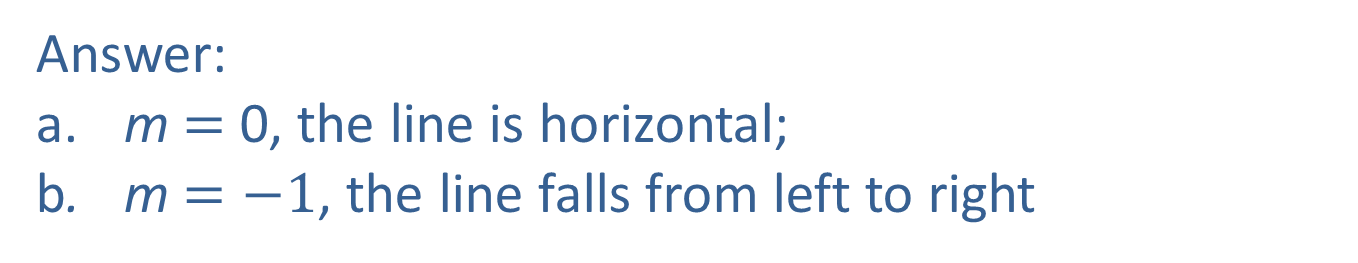 Answer:
a. m = 0, the line is horizontal;
b. m = −1, the line falls from left to right